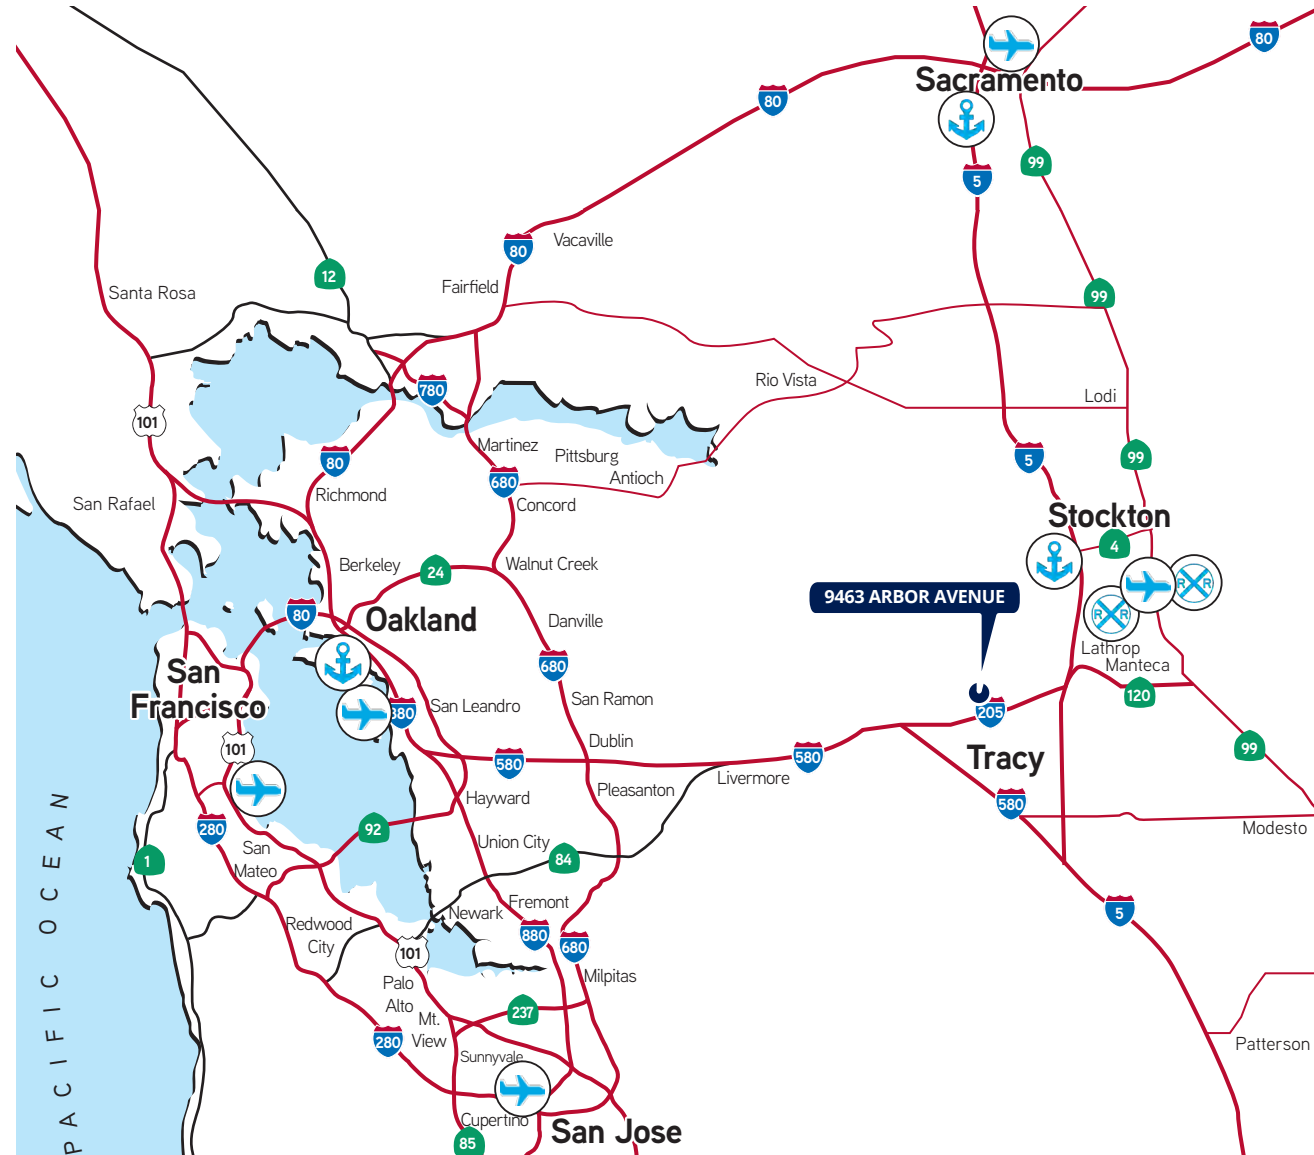 80
Sacramento
80
99
5
Vacaville
80
12
Fairfield
Santa Rosa
99
780
Rio Vista
Lodi
101
Martinez
Pittsburg
80
5
99
Antioch
680
Richmond
Concord
San Rafael
Stockton
4
Berkeley
24
Walnut Creek
R R
9463 ARBOR AVENUE
R R
80
Oakland
Danville
Lathrop
Manteca
680
San
Francisco
San Ramon
120
205
San Leandro
880
Dublin
99
101
580
580
Tracy
Livermore
Pleasanton
Hayward
580
280
92
Modesto
Union City
San
Mateo
1
84
Fremont
Newark
5
Redwood
City
880
680
101
Palo
Alto
Milpitas
237
Mt.
View
280
Sunnyvale
Patterson
Cupertino
San Jose
85
PACIFIC OCEAN